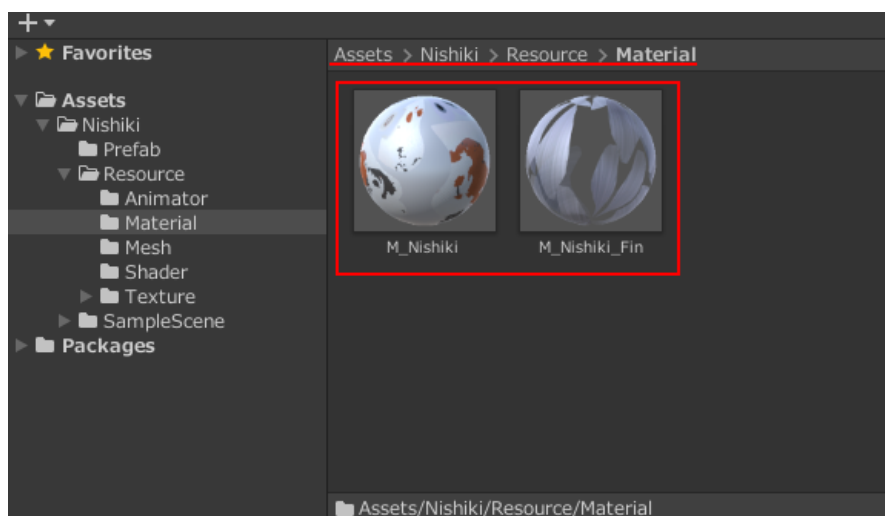 Favorites
Assets
Nishiki
Prefab
Resource
Animator
Material
Mesh
Shader
Texture
SampleScene
Packages
Assets > Nishiki > Resource > Material
M_Nishiki
M_Nishiki_Fin
Assets/Nishiki/Resource/Material